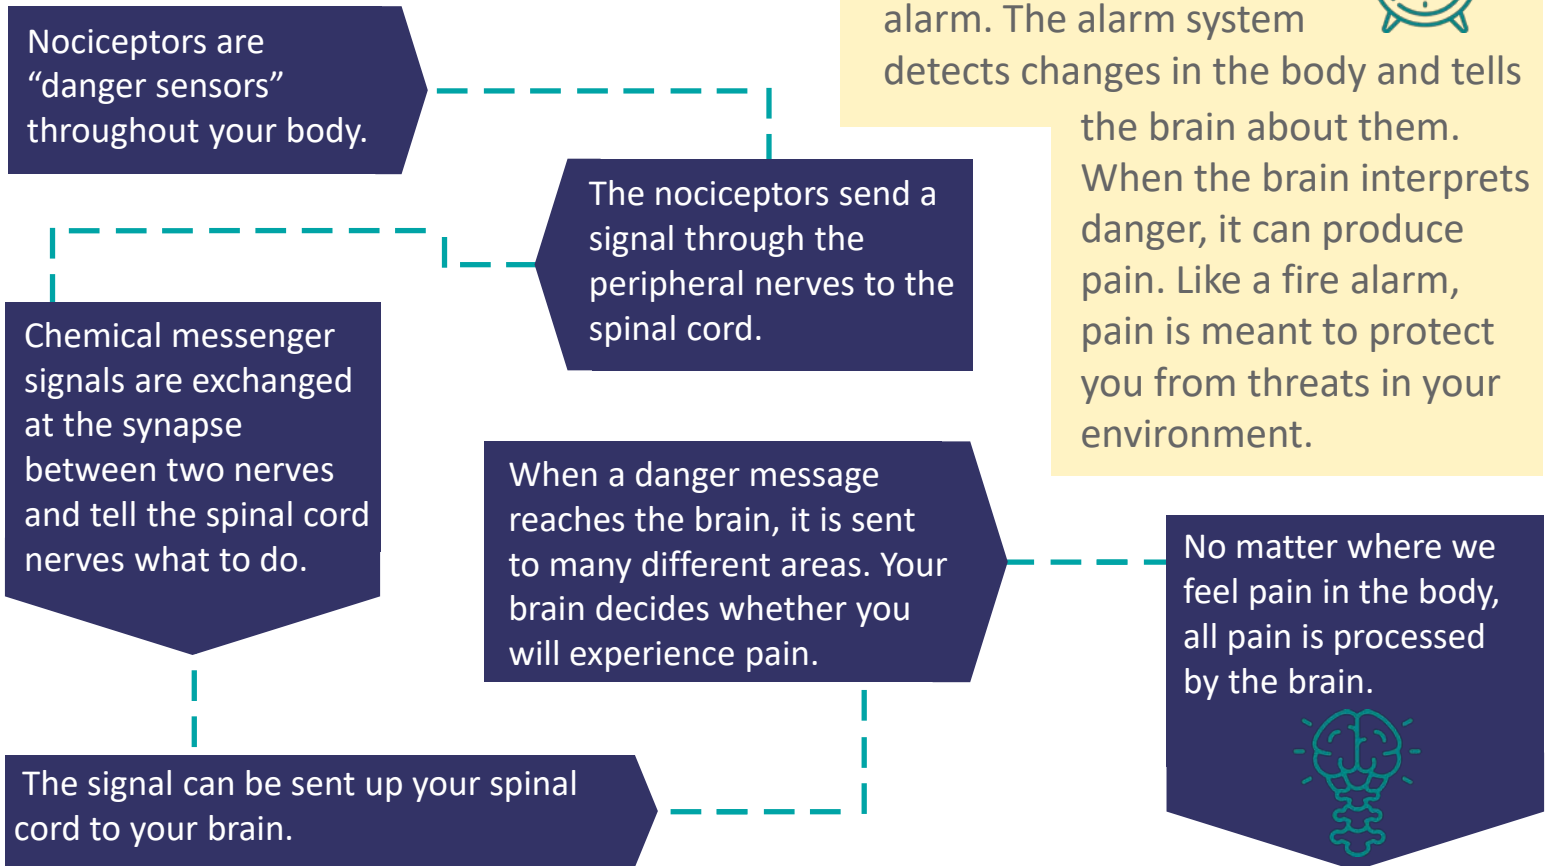 Nociceptors are
“danger sensors”
throughout your body.
The nociceptors send a
signal through the
peripheral nerves to the
spinal cord.
Chemical messenger
signals are exchanged
at the synapse
between two nerves
and tell the spinal cord
nerves what to do.
The signal can be sent up your spinal
cord to your brain.
When a danger message
reaches the brain, it is sent
to many different areas. Your
brain decides whether you
will experience pain.
No matter where we
feel pain in the body,
all pain is processed
by the brain.
alarm. The alarm system
detects changes in the body and tells
the brain about them.
When the brain interprets
danger, it can produce
pain. Like a fire alarm,
pain is meant to protect
you from threats in your
environment.